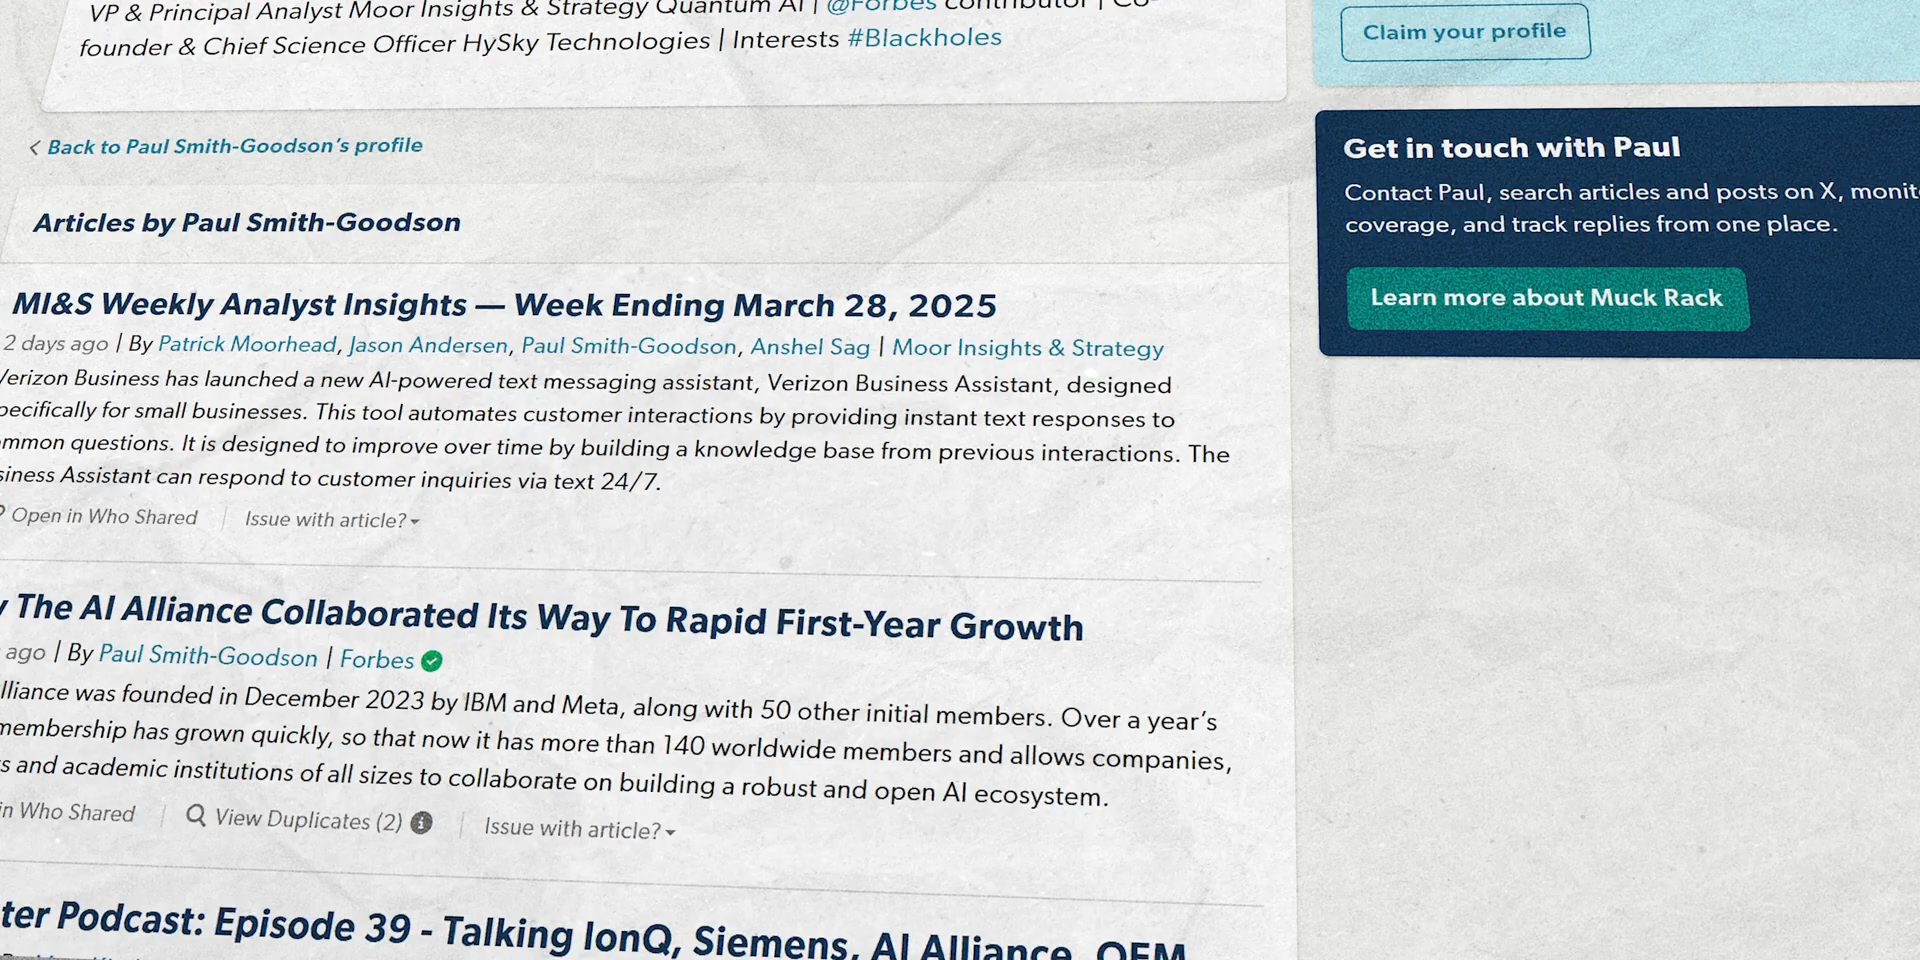 VP & Principal Analyst Moor Insights & Strategy Quantum AI | @Forbes contributor | Co-
founder & Chief Science Officer HySky Technologies | Interests #Blackholes
Claim your profile
Back to Paul Smith-Goodson's profile
Get in touch with Paul
Contact Paul, search articles and posts on X, monit
coverage, and track replies from one place.
Learn more about Muck Rack
Articles by Paul Smith-Goodson
MI&S Weekly Analyst Insights — Week Ending March 28, 2025
2 days ago | By Patrick Moorhead, Jason Andersen, Paul Smith-Goodson, Anshel Sag | Moor Insights & Strategy
Verizon Business has launched a new AI-powered text messaging assistant, Verizon Business Assistant, designed
pecifically for small businesses. This tool automates customer interactions by providing instant text responses to
mmon questions. It is designed to improve over time by building a knowledge base from previous interactions. The
siness Assistant can respond to customer inquiries via text 24/7.
Open in Who Shared Issue with article?
The AI Alliance Collaborated Its Way To Rapid First-Year Growth
ago | By Paul Smith-Goodson | Forbes
lliance was founded in December 2023 by IBM and Meta, along with 50 other initial members. Over a year's
membership has grown quickly, so that now it has more than 140 worldwide members and allows companies,
s and academic institutions of all sizes to collaborate on building a robust and open AI ecosystem.
in Who Shared View Duplicates (2) Issue with article?
ter Podcast: Episode 39 - Talking IonQ, Siemens, AI Alliance, OFM